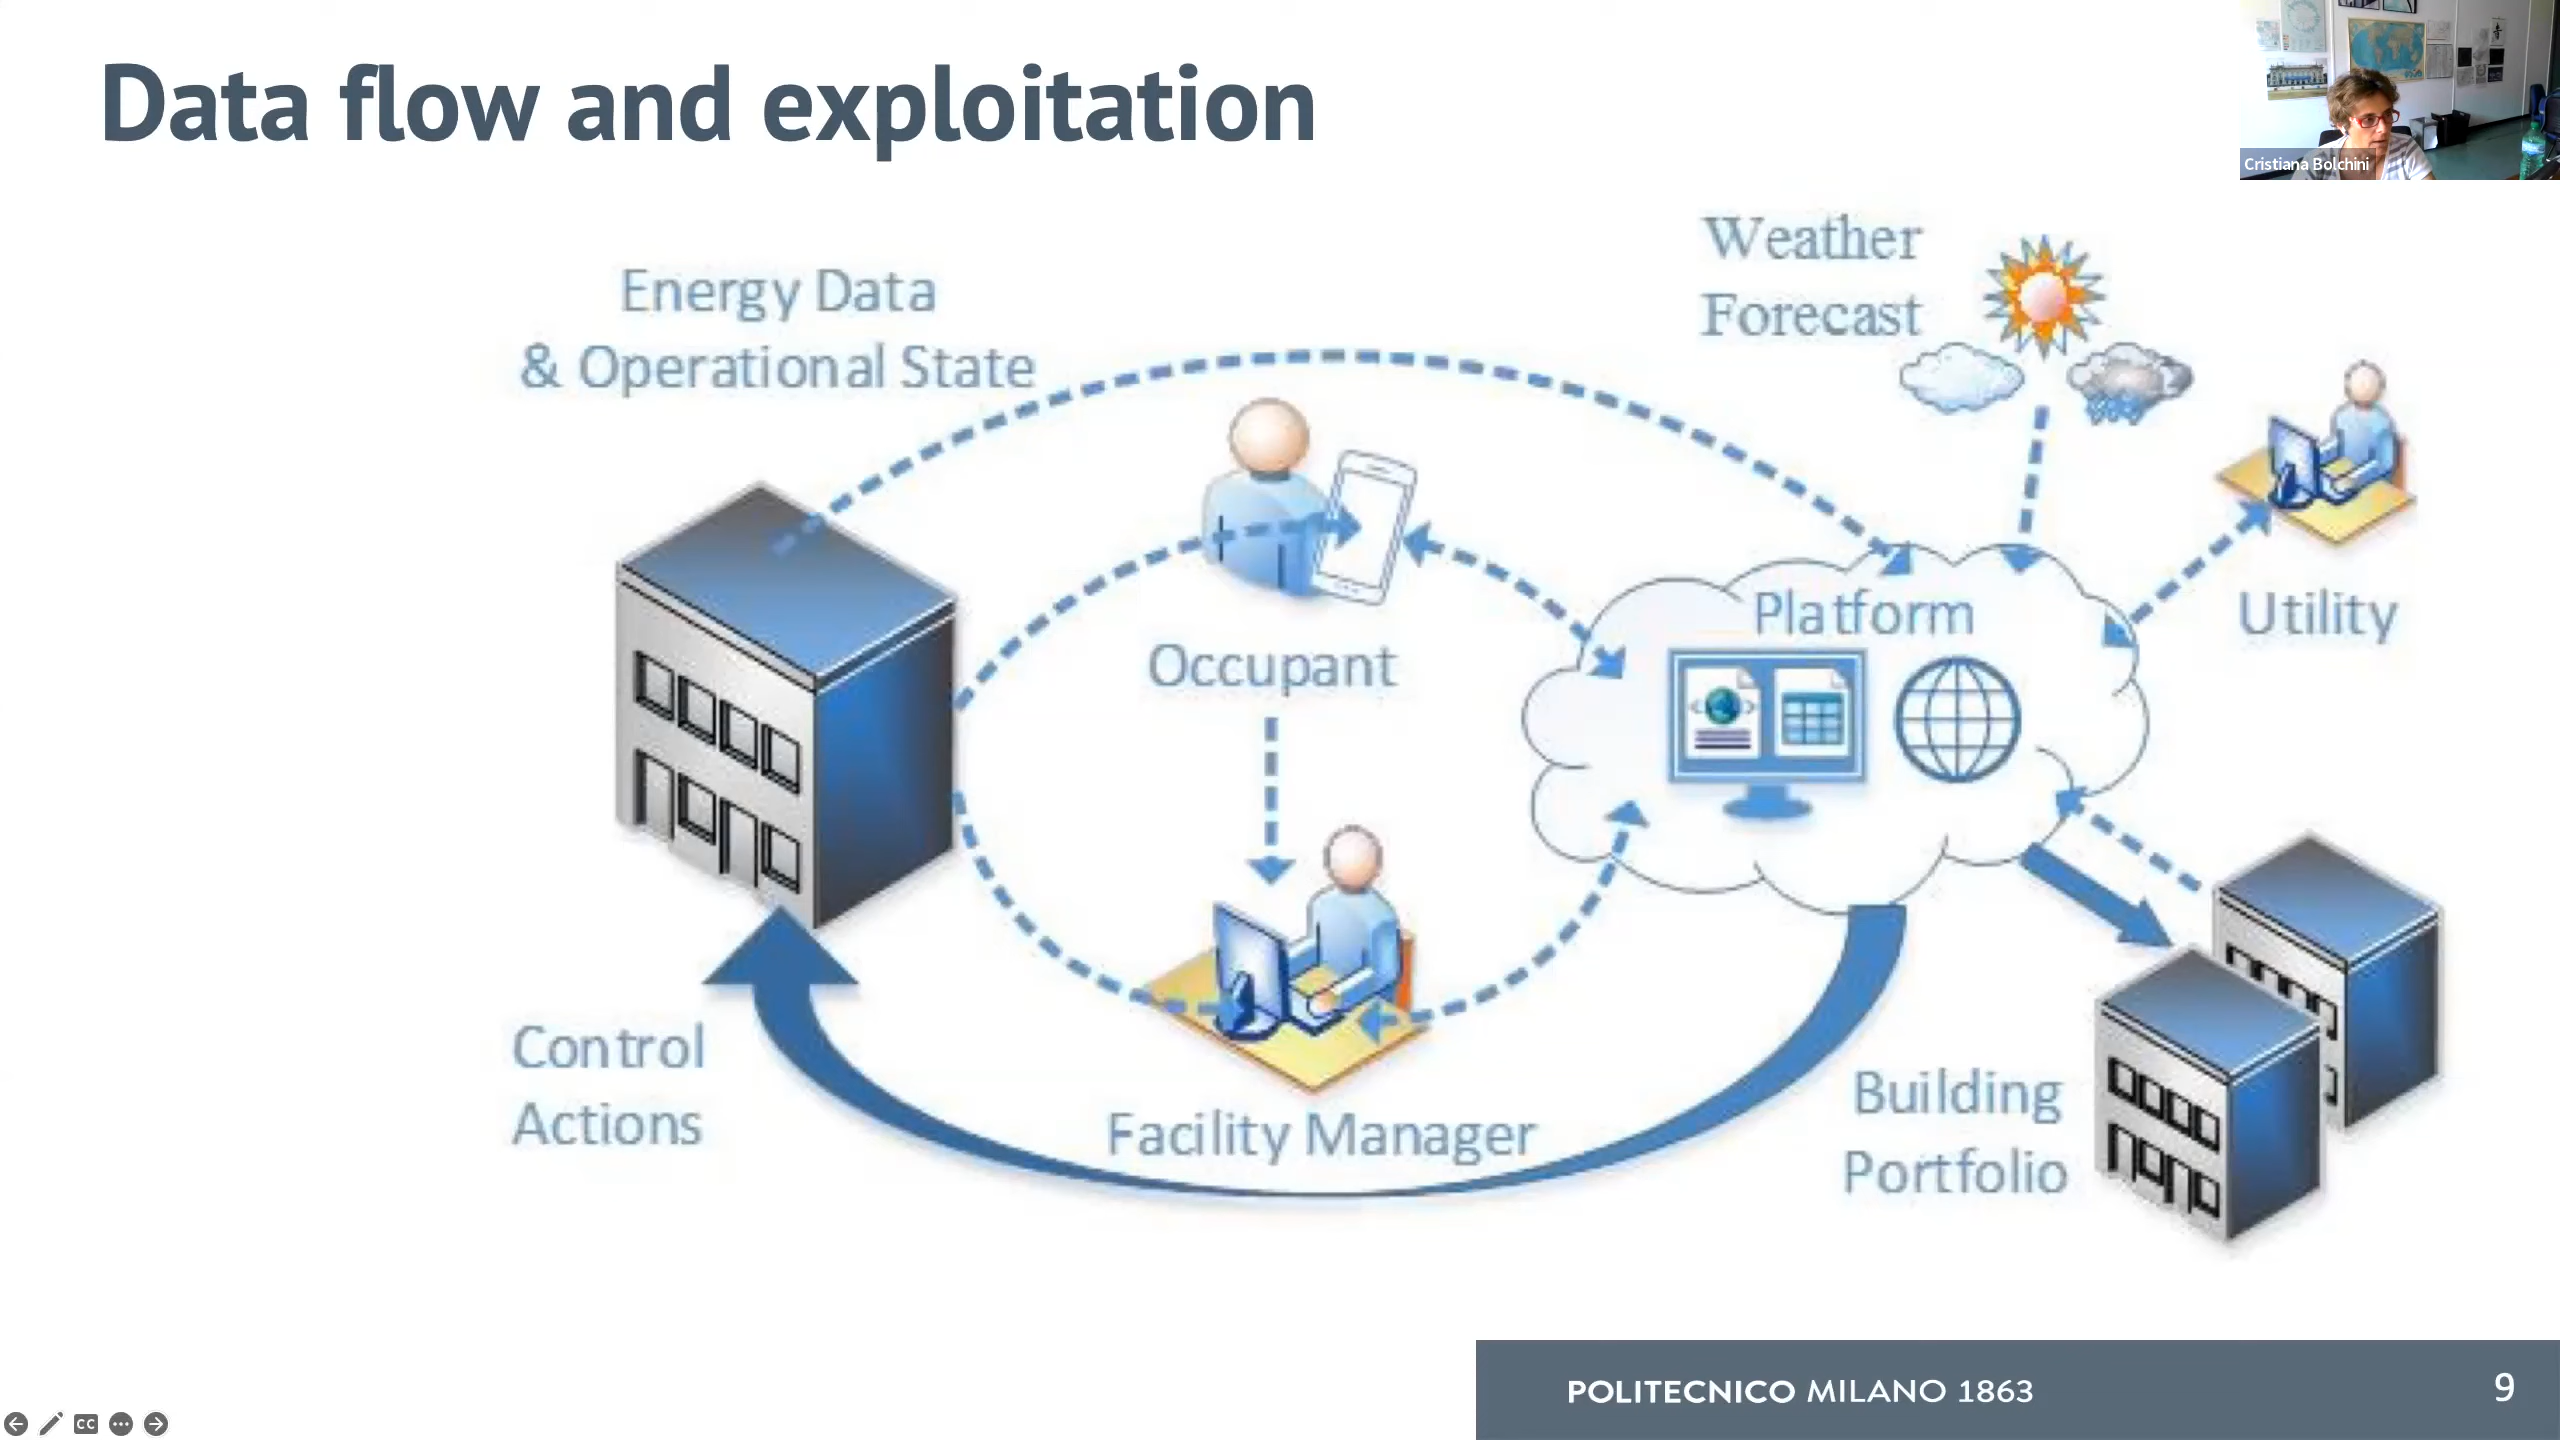 Data flow and exploitation
Cristiana Bolchini
Weather
Forecast
Energy Data
& Operational State
Platform
Utility
Occupant
Control
Actions
Facility Manager
Building
Portfolio
POLITECNICO MILANO 1863
9
CC